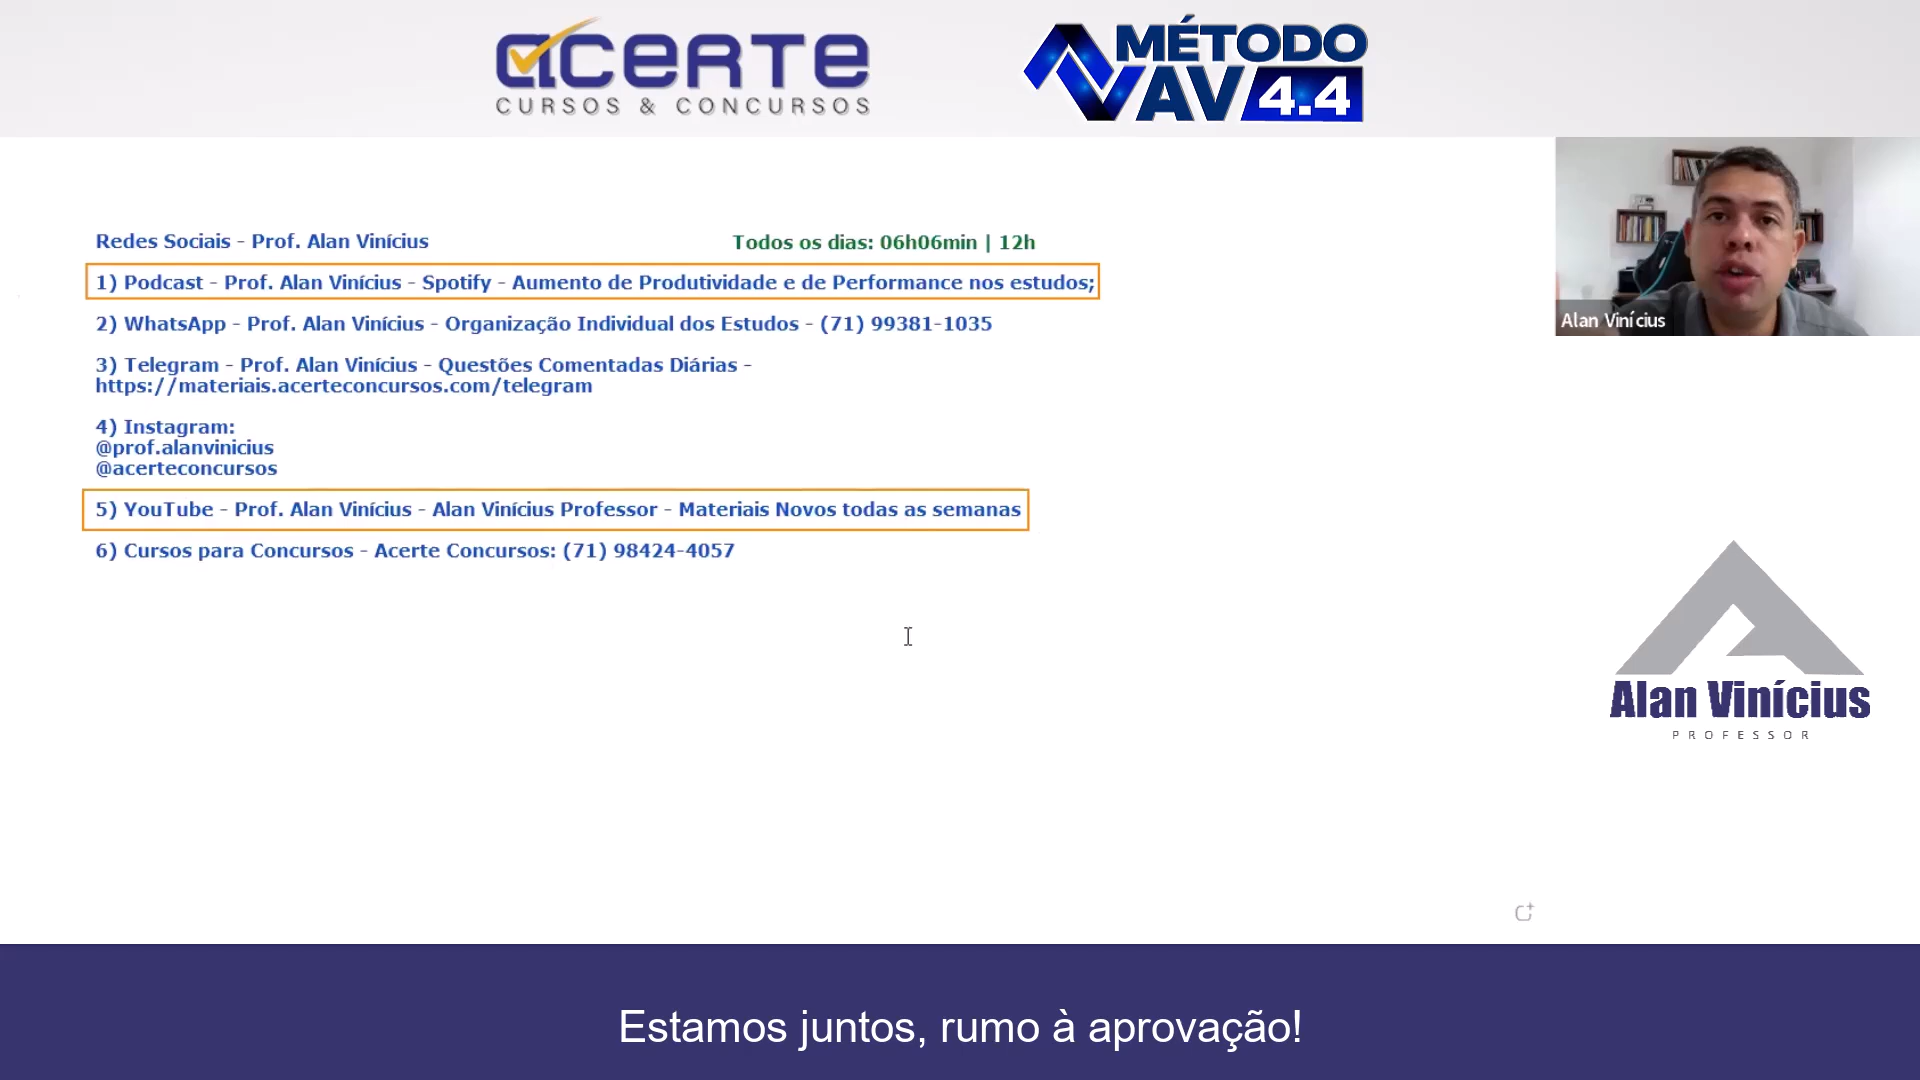 acerte
CURSOS & CONCURSOS
MÉTODO
AV 4.4
Redes Sociais - Prof. Alan Vinícius
Todos os dias: 06h06min | 12h
1) Podcast - Prof. Alan Vinícius - Spotify - Aumento de Produtividade e de Performance nos estudos;
2) WhatsApp - Prof. Alan Vinícius - Organização Individual dos Estudos - (71) 99381-1035
3) Telegram - Prof. Alan Vinícius - Questões Comentadas Diárias -
https://materiais.acerteconcursos.com/telegram
4) Instagram:
@prof.alanvinicius
@acerteconcursos
5) YouTube - Prof. Alan Vinícius - Alan Vinícius Professor - Materiais Novos todas as semanas
6) Cursos para Concursos - Acerte Concursos: (71) 98424-4057
Alan Vinícius
Alan Vinícius
PROFESSOR
Estamos juntos, rumo à aprovação!